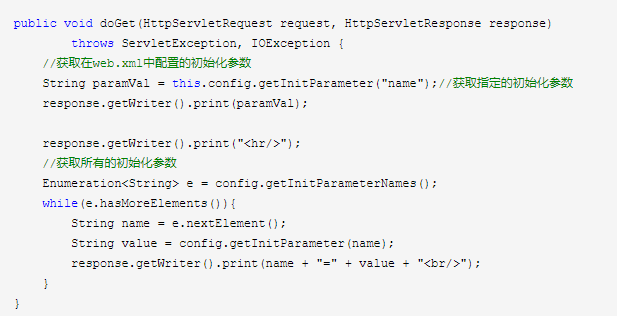 public void doGet(HttpServletRequest request, HttpServletResponse response)
throws ServletException, IOException {
//获取在web.xml中配置的初始化参数
String paramVal = this.config.getInitParameter("name");//获取指定的初始化参数
response.getWriter().print(paramVal);
response.getWriter().print("<hr/>");
//获取所有的初始化参数
Enumeration<String> e = config.getInitParameterNames();
while(e.hasMoreElements()){
String name = e.nextElement();
String value = config.getInitParameter(name);
response.getWriter().print(name + "=" + value + "<br/>");
}
}